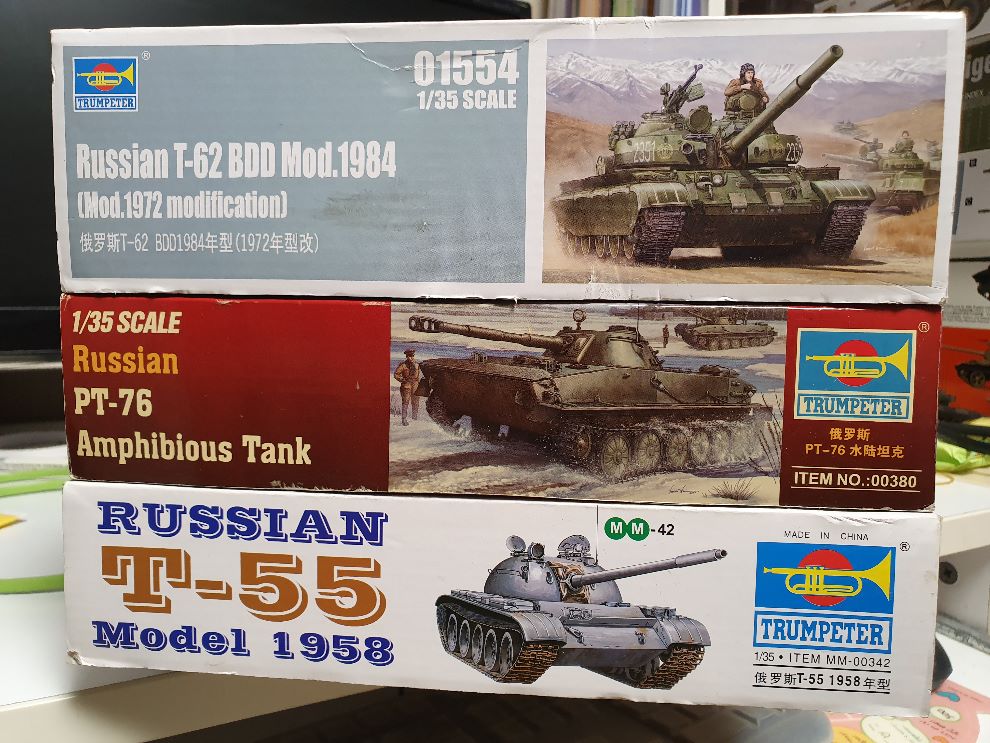 TRUMPETER
®
01554
1/35 SCALE
Russian T-62 BDD Mod.1984
(Mod.1972 modification)
俄罗斯T-62 BDD1984年型(1972年型改)
2351
1/35 SCALE
Russian
PT-76
Amphibious Tank
®
TRUMPETER
俄罗斯
PT-76 水陆坦克
ITEM NO.:00380
RUSSIAN
T-55
Model 1958
MM-42
MADE IN CHINA
®
TRUMPETER
1/35 • ITEM MM-00342
俄罗斯T-55 1958年型